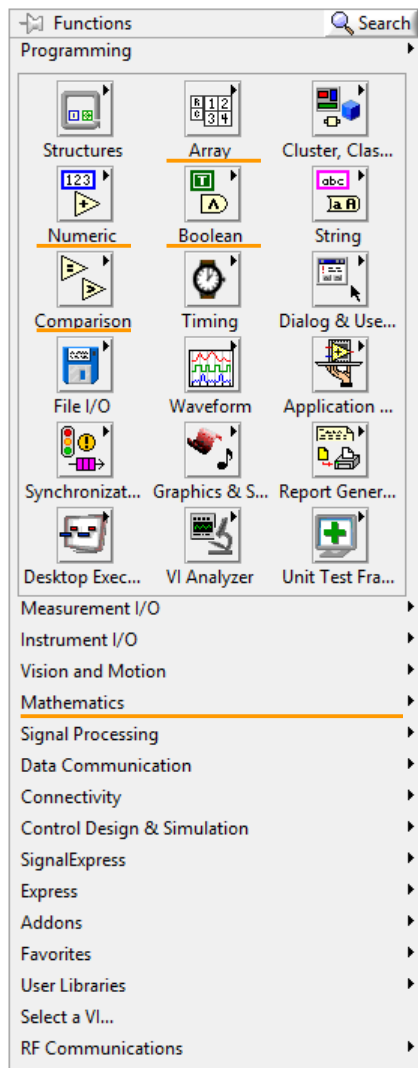 Functions Search
Programming
Structures Array Cluster, Clas...
Numeric Boolean String
Comparison Timing Dialog & Use...
File I/O Waveform Application ...
Synchronizat... Graphics & S... Report Gener...
Desktop Exec... VI Analyzer Unit Test Fra...
Measurement I/O
Instrument I/O
Vision and Motion
Mathematics
Signal Processing
Data Communication
Connectivity
Control Design & Simulation
SignalExpress
Express
Addons
Favorites
User Libraries
Select a VI...
RF Communications